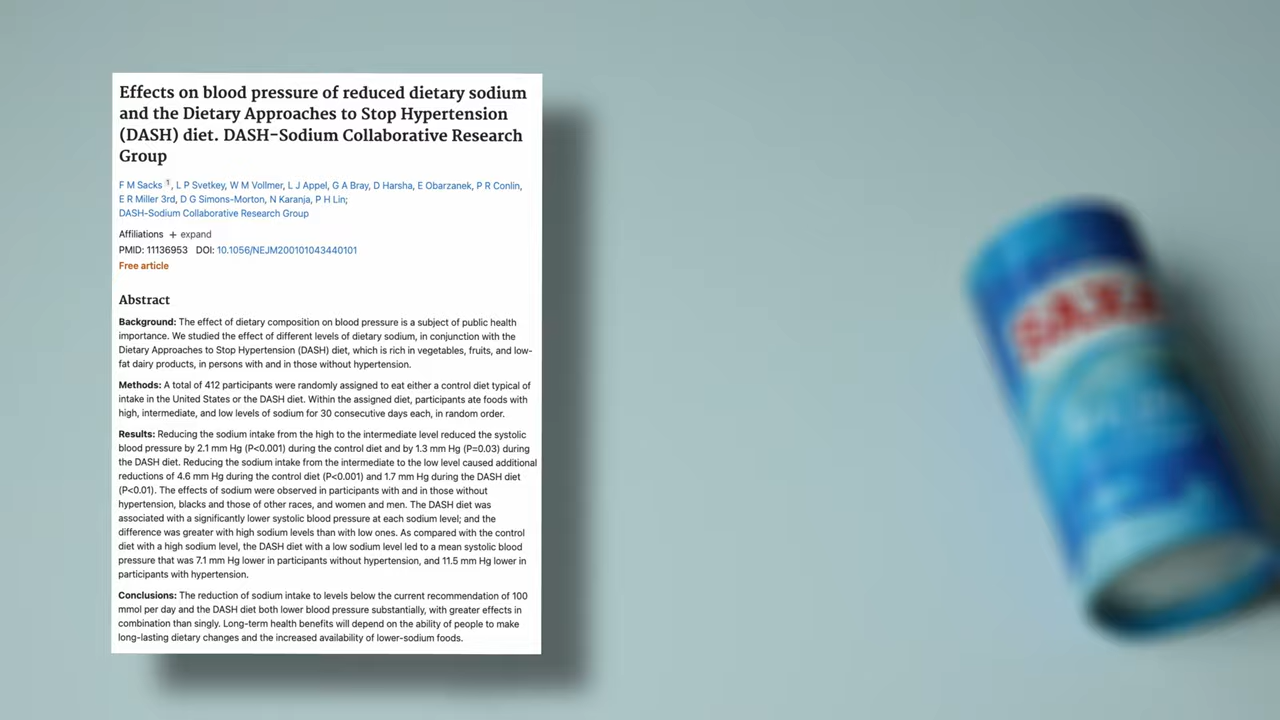 Effects on blood pressure of reduced dietary sodium
and the Dietary Approaches to Stop Hypertension
(DASH) diet. DASH-Sodium Collaborative Research
Group
F M Sacks 1, L P Svetkey, W M Vollmer, L J Appel, G A Bray, D Harsha, E Obarzanek, P R Conlin,
E R Miller 3rd, D G Simons-Morton, N Karanja, P H Lin;
DASH-Sodium Collaborative Research Group
Affiliations + expand
PMID: 11136953 DOI: 10.1056/NEJM200101043440101
Free article
Abstract
Background: The effect of dietary composition on blood pressure is a subject of public health
importance. We studied the effect of different levels of dietary sodium, in conjunction with the
Dietary Approaches to Stop Hypertension (DASH) diet, which is rich in vegetables, fruits, and low-
fat dairy products, in persons with and in those without hypertension.
Methods: A total of 412 participants were randomly assigned to eat either a control diet typical of
intake in the United States or the DASH diet. Within the assigned diet, participants ate foods with
high, intermediate, and low levels of sodium for 30 consecutive days each, in random order.
Results: Reducing the sodium intake from the high to the intermediate level reduced the systolic
blood pressure by 2.1 mm Hg (P<0.001) during the control diet and by 1.3 mm Hg (P=0.03) during
the DASH diet. Reducing the sodium intake from the intermediate to the low level caused additional
reductions of 4.6 mm Hg during the control diet (P<0.001) and 1.7 mm Hg during the DASH diet
(P<0.01). The effects of sodium were observed in participants with and in those without
hypertension, blacks and those of other races, and women and men. The DASH diet was
associated with a significantly lower systolic blood pressure at each sodium level; and the
difference was greater with high sodium levels than with low ones. As compared with the control
diet with a high sodium level, the DASH diet with a low sodium level led to a mean systolic blood
pressure that was 7.1 mm Hg lower in participants without hypertension, and 11.5 mm Hg lower in
participants with hypertension.
Conclusions: The reduction of sodium intake to levels below the current recommendation of 100
mmol per day and the DASH diet both lower blood pressure substantially, with greater effects in
combination than singly. Long-term health benefits will depend on the ability of people to make
long-lasting dietary changes and the increased availability of lower-sodium foods.
SAXA